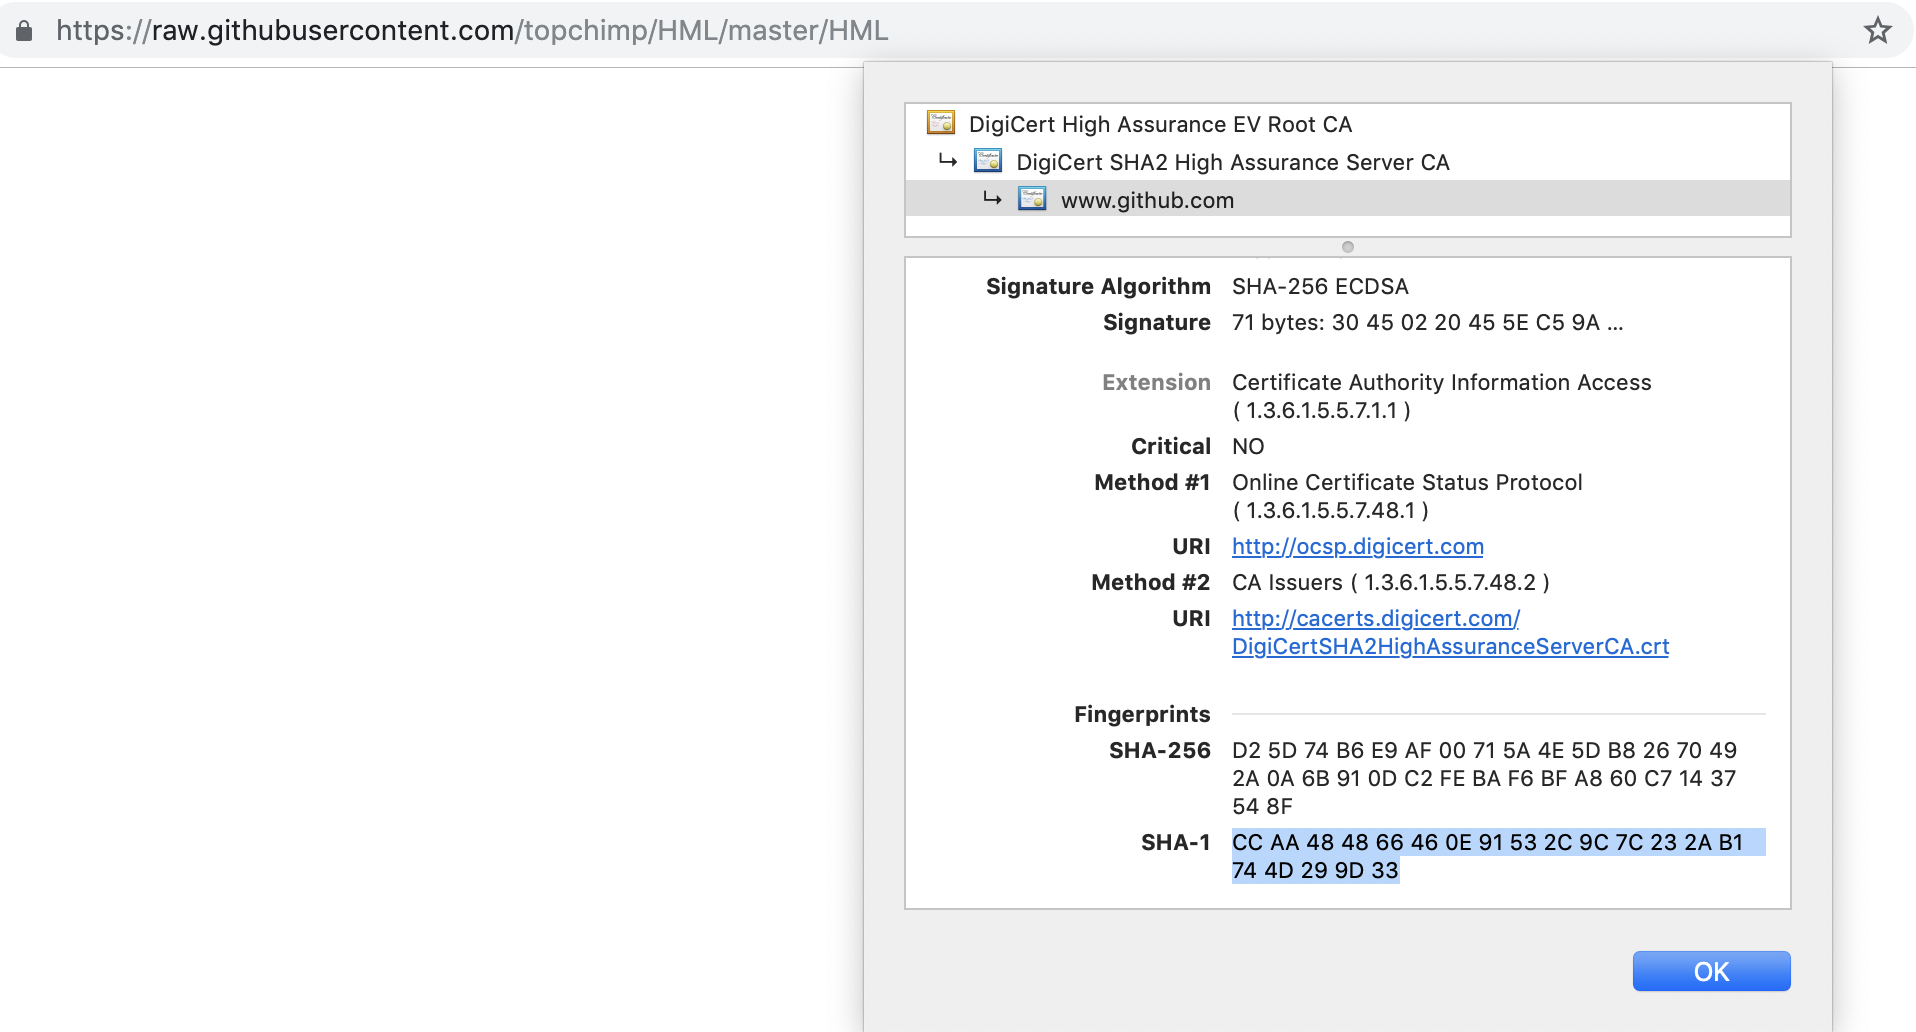 https://raw.githubusercontent.com/topchimp/HML/master/HML
DigiCert High Assurance EV Root CA
DigiCert SHA2 High Assurance Server CA
www.github.com
Signature Algorithm SHA-256 ECDSA
Signature 71 bytes: 30 45 02 20 45 5E C5 9A ...
Extension Certificate Authority Information Access
( 1.3.6.1.5.5.7.1.1 )
Critical NO
Method #1 Online Certificate Status Protocol
( 1.3.6.1.5.5.7.48.1 )
URI http://ocsp.digicert.com
Method #2 CA Issuers ( 1.3.6.1.5.5.7.48.2 )
URI http://cacerts.digicert.com/
DigiCertSHA2HighAssuranceServerCA.crt
Fingerprints
SHA-256 D2 5D 74 B6 E9 AF 00 71 5A 4E 5D B8 26 70 49
2A 0A 6B 91 0D C2 FE BA F6 BF A8 60 C7 14 37
54 8F
SHA-1 CC AA 48 48 66 46 0E 91 53 2C 9C 7C 23 2A B1
74 4D 29 9D 33
OK